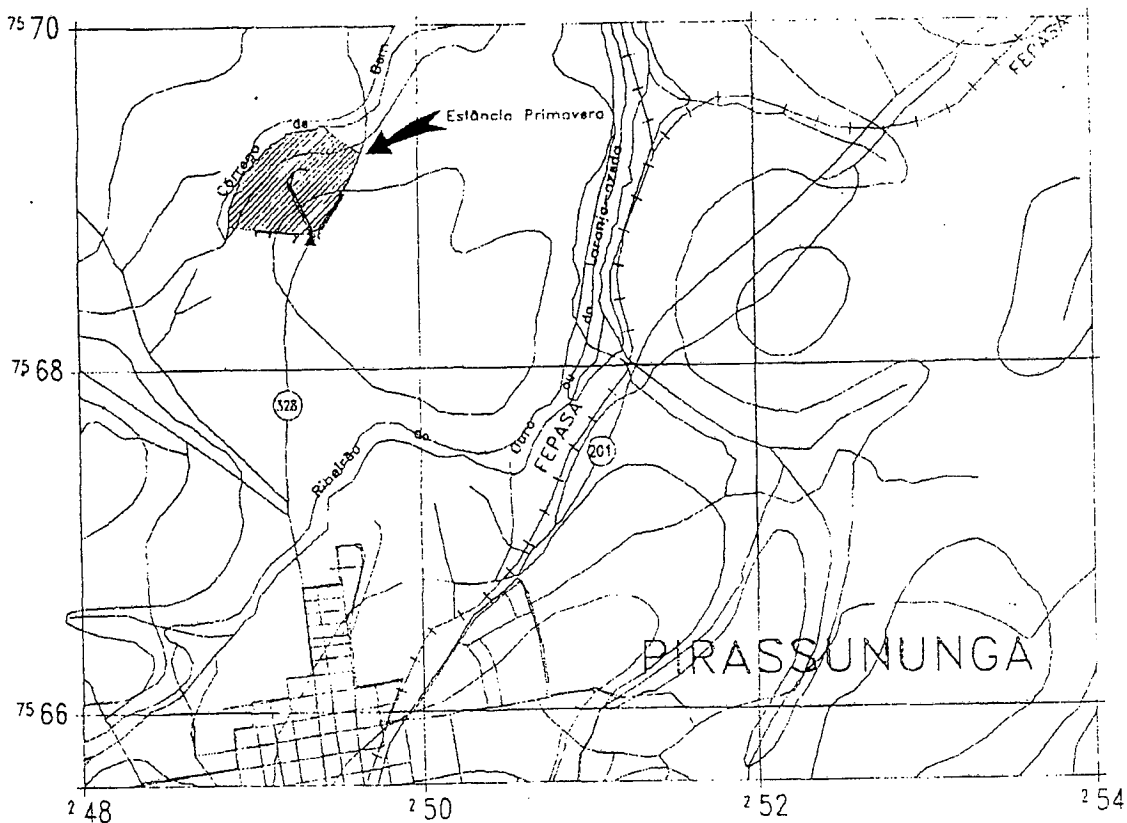 75 70
Córrego de Bom
Estância Primavera
FEPASA
Laranja-azeda
da
ou
75 68
328
Ribeirão do Ouro
FEPASA
201
PIRASSUNUNGA
75 66
2 48
2 50
2 52
2 54